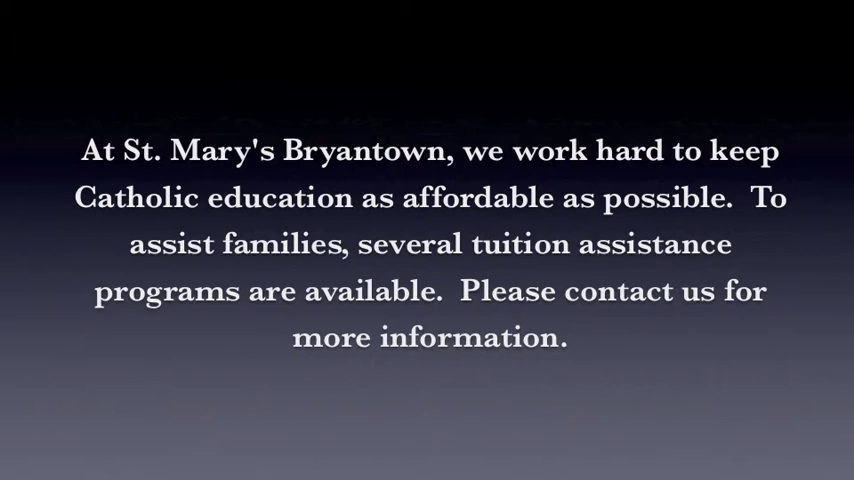 At St. Mary's Bryantown, we work hard to keep
Catholic education as affordable as possible.  To
assist families, several tuition assistance
programs are available.  Please contact us for
more information.